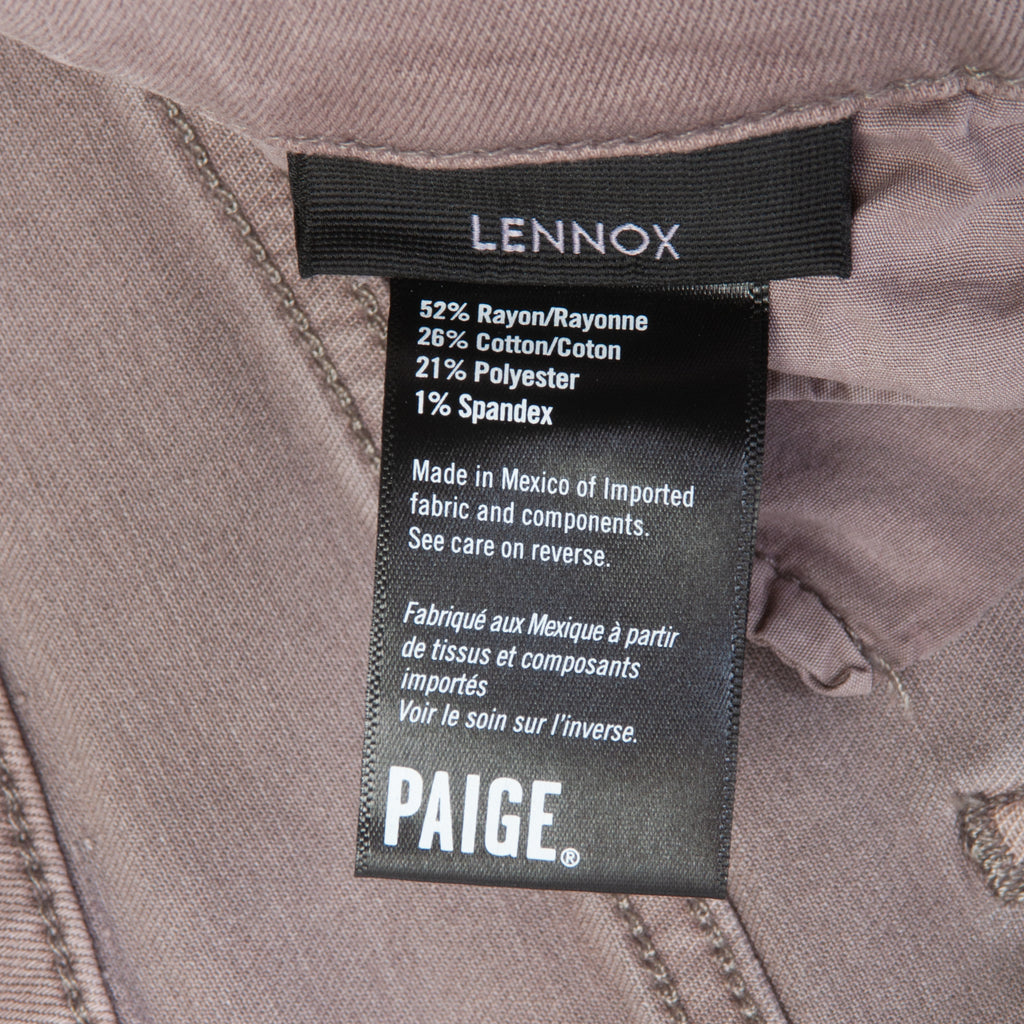 LENNOX
52% Rayon/Rayonne
26% Cotton/Coton
21% Polyester
1% Spandex
Made in Mexico of Imported
fabric and components.
See care on reverse.
Fabriqué aux Mexique à partir
de tissus et composants
importés
Voir le soin sur l'inverse.
PAIGE®